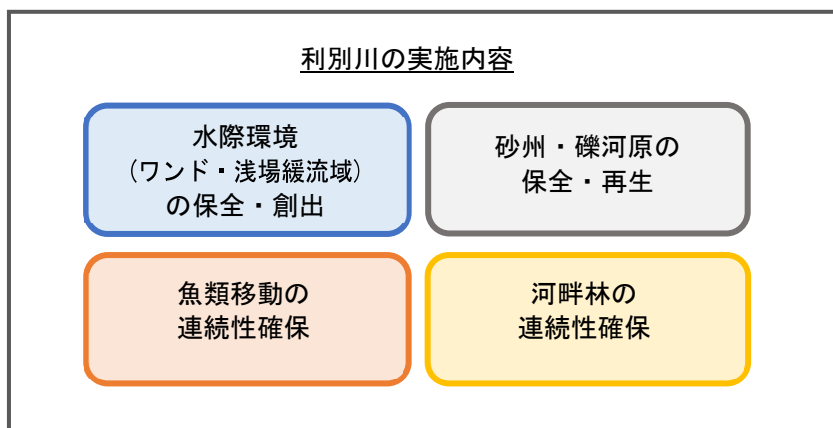 利別川の実施内容
水際環境
（ワンド・浅場緩流域）
の保全・創出
砂州・礫河原の
保全・再生
魚類移動の
連続性確保
河畔林の
連続性確保